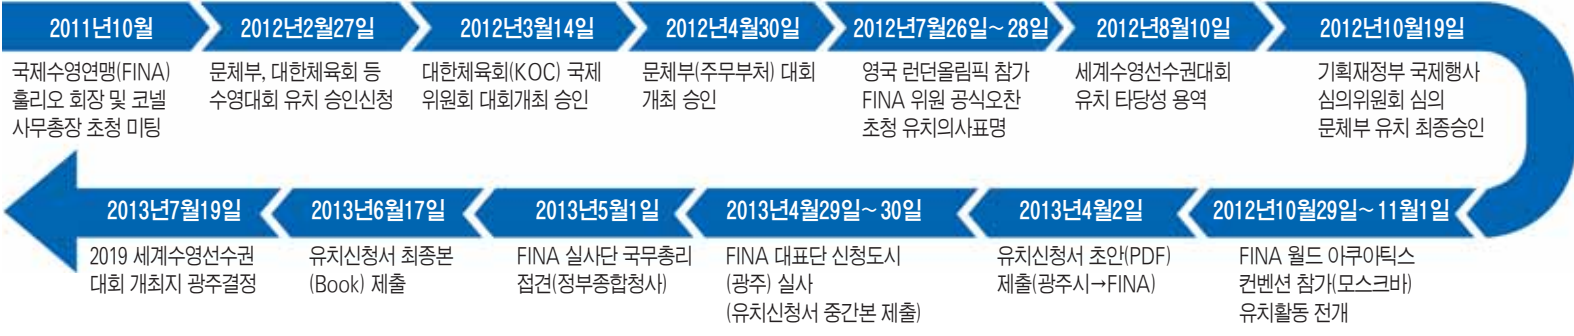 2011년10월
국제수영연맹(FINA)
훌리오 회장 및 코넬
사무총장 초청 미팅
2012년2월27일
문체부, 대한체육회 등
수영대회 유치 승인신청
2012년3월14일
대한체육회(KOC) 국제
위원회 대회개최 승인
2012년4월30일
문체부(주무부처) 대회
개최 승인
2012년7월26일~28일
영국 런던올림픽 참가
FINA 위원 공식오찬
초청 유치의사표명
2012년8월10일
세계수영선수권대회
유치 타당성 용역
2012년10월19일
기획재정부 국제행사
심의위원회 심의
문체부 유치 최종승인
2012년10월29일~11월1일
FINA 월드 아쿠아틱스
컨벤션 참가(모스크바)
유치활동 전개
2013년4월2일
유치신청서 초안(PDF)
제출(광주시→FINA)
2013년4월29일~30일
FINA 대표단 신청도시
(광주) 실사
(유치신청서 중간본 제출)
2013년5월1일
FINA 실사단 국무총리
접견(정부종합청사)
2013년6월17일
유치신청서 최종본
(Book) 제출
2013년7월19일
2019 세계수영선수권
대회 개최지 광주결정